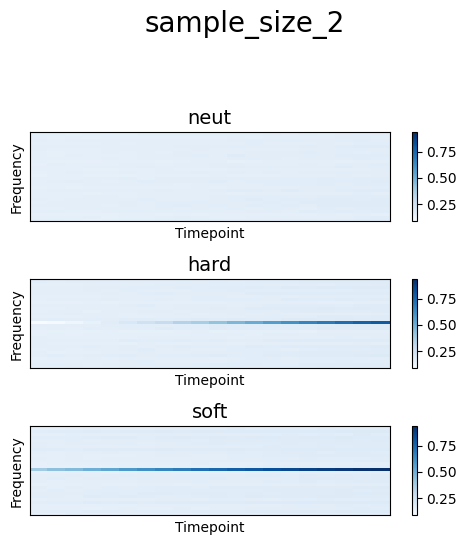 sample_size_2
neut
Frequency
0.75
0.50
0.25
Timepoint
hard
Frequency
0.75
0.50
0.25
Timepoint
soft
Frequency
0.75
0.50
0.25
Timepoint